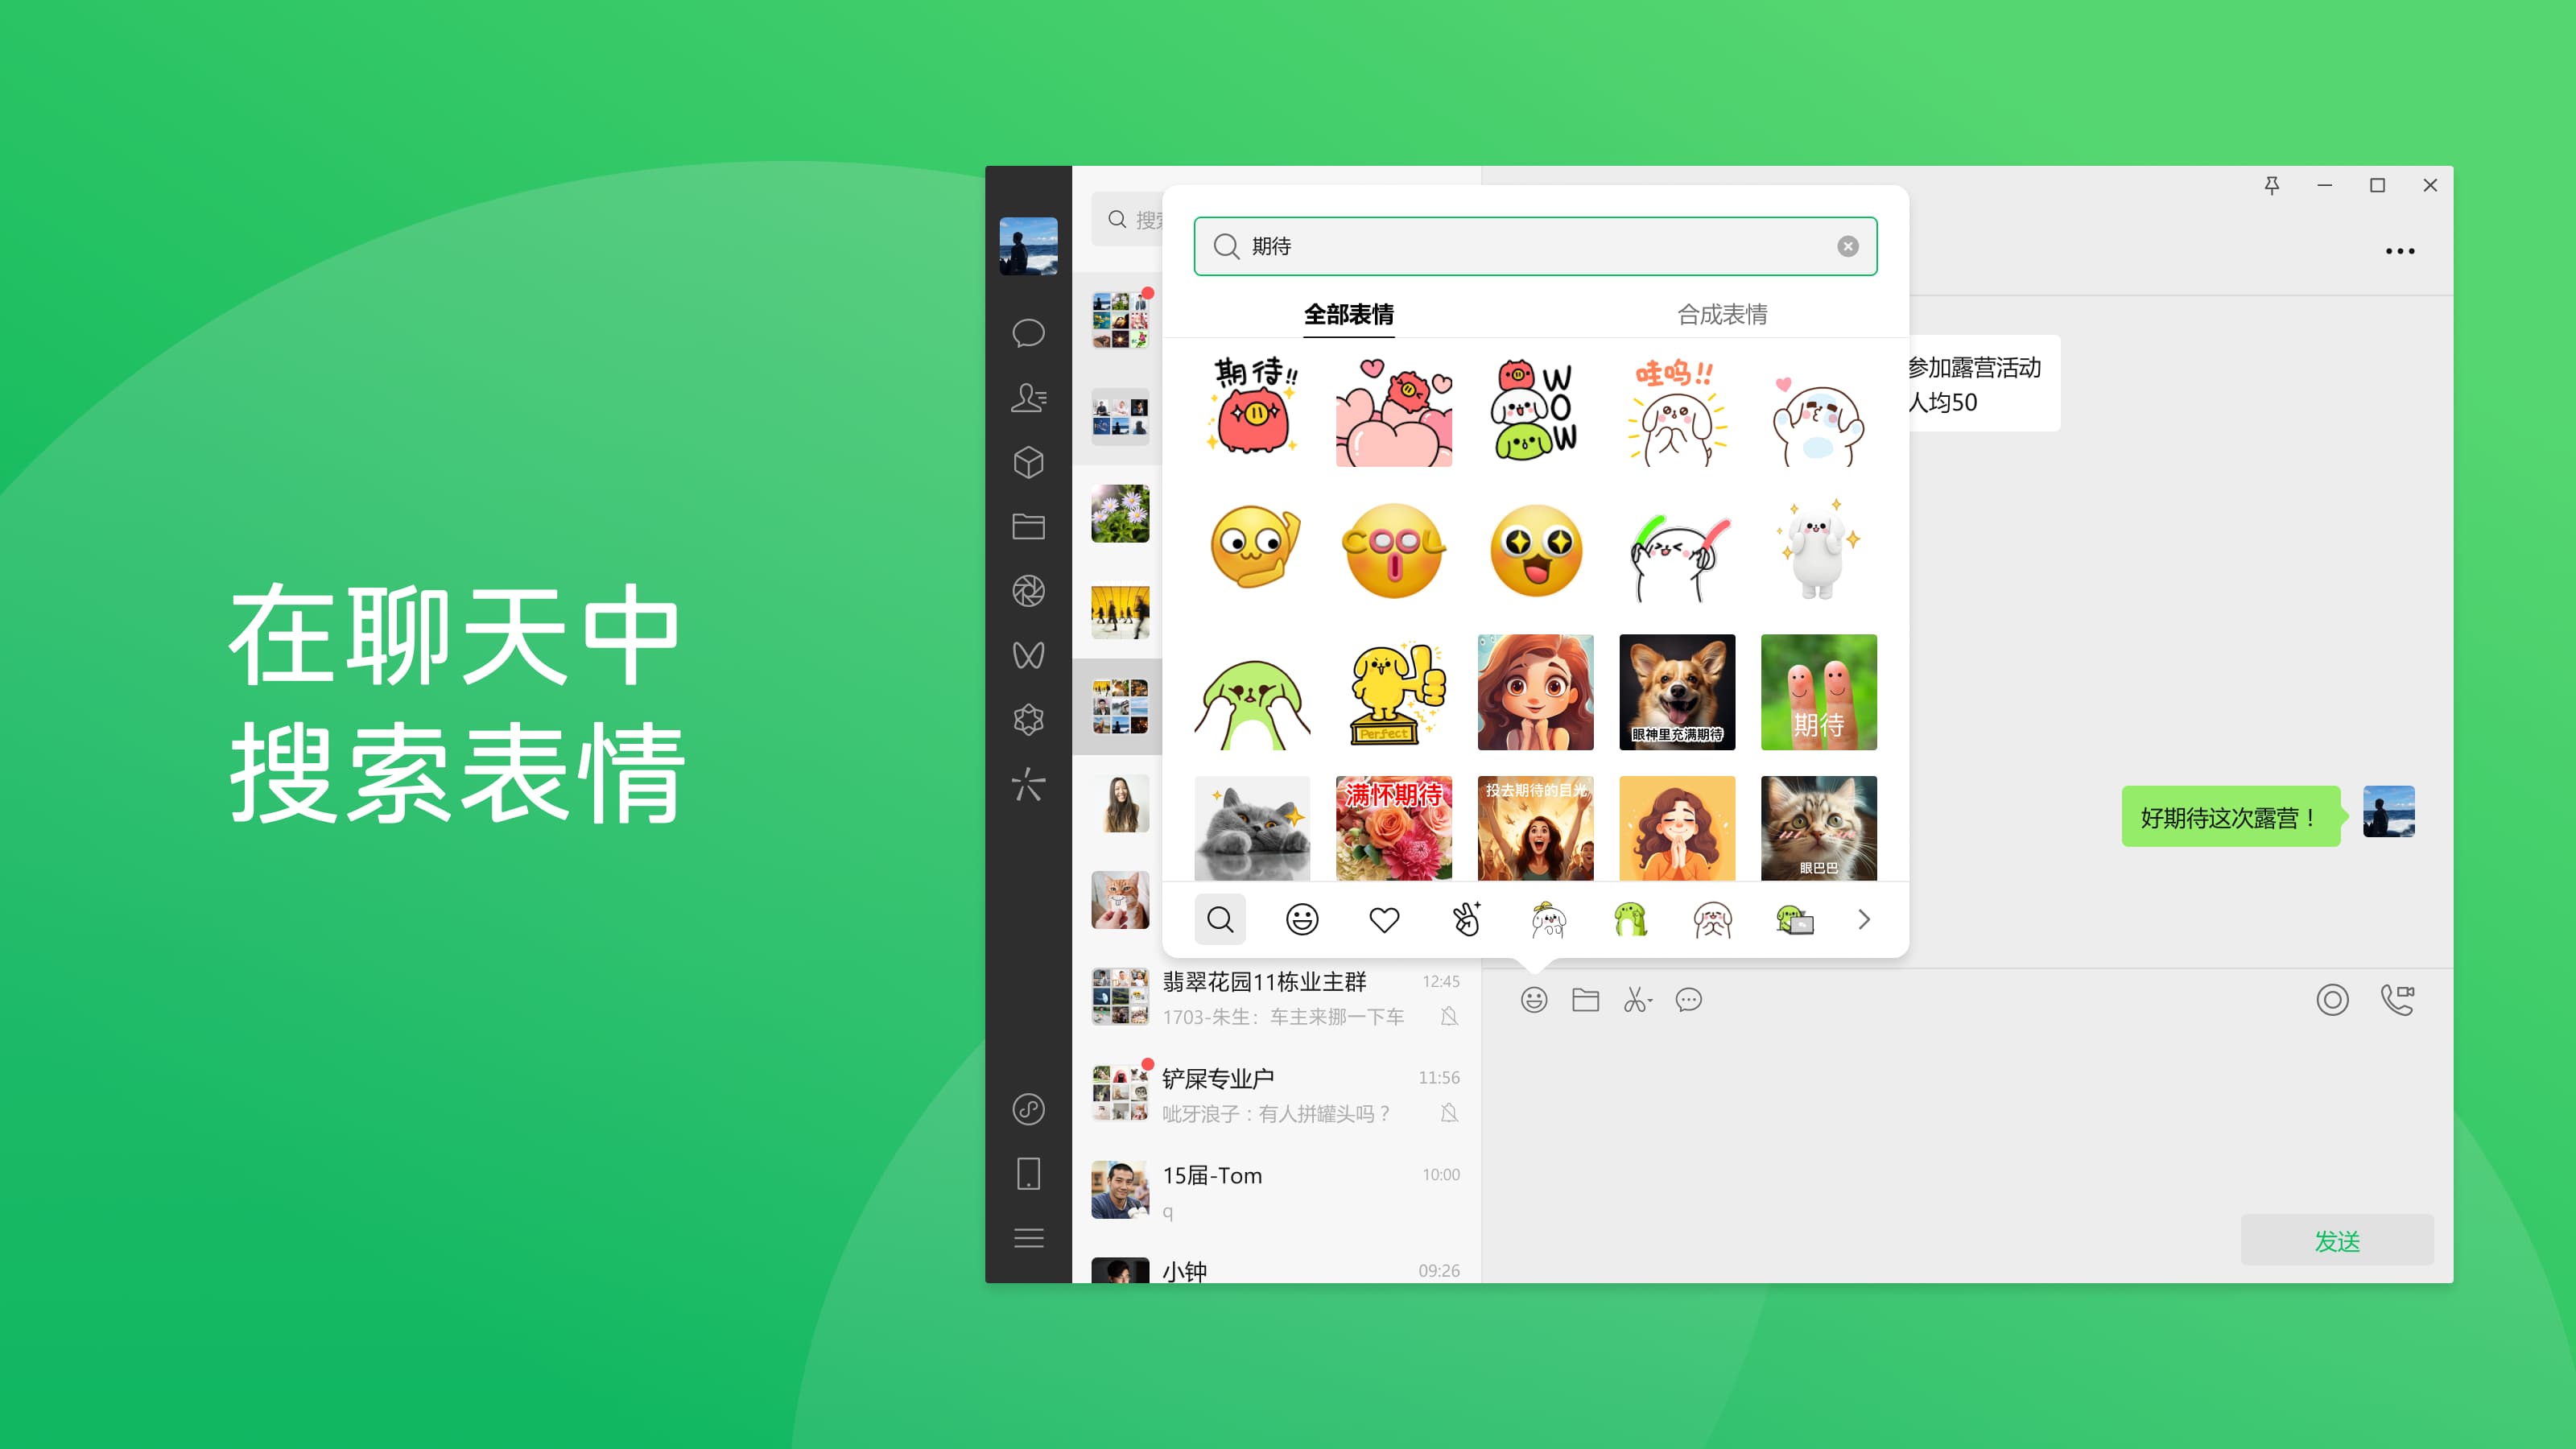 在聊天中
搜索表情
搜
期待
全部表情
合成表情
期待!!
WOW
哇呜!!
COOL
Perfect
眼神里充满期待
期待
满怀期待
投去期待的目光
眼巴巴
参加露营活动
人均50
好期待这次露营！
翡翠花园11栋业主群
12:45
1703-朱生：车主来挪一下车
铲屎专业户
11:56
呲牙浪子：有人拼罐头吗？
15届-Tom
10:00
q
小钟
09:26
发送